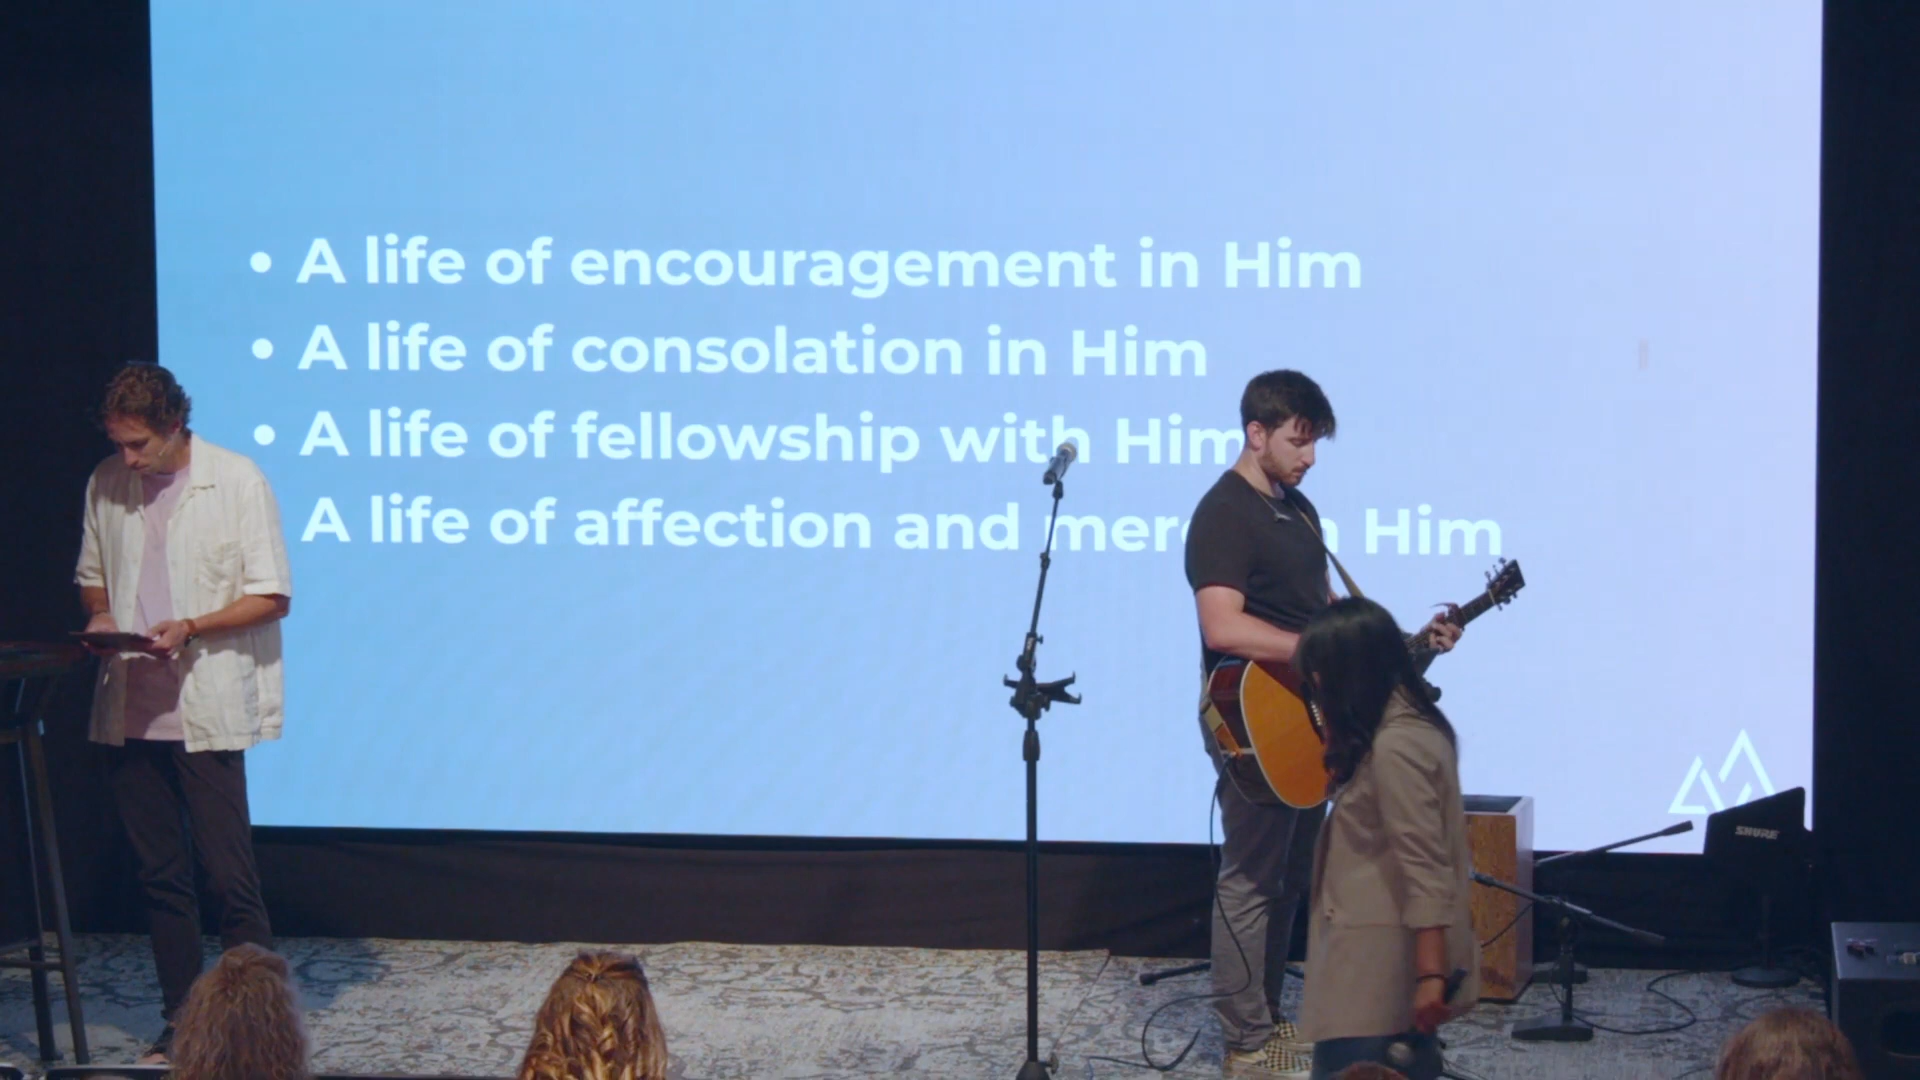 • A life of encouragement in Him
• A life of consolation in Him
• A life of fellowship with Him
A life of affection and Him
SHURE